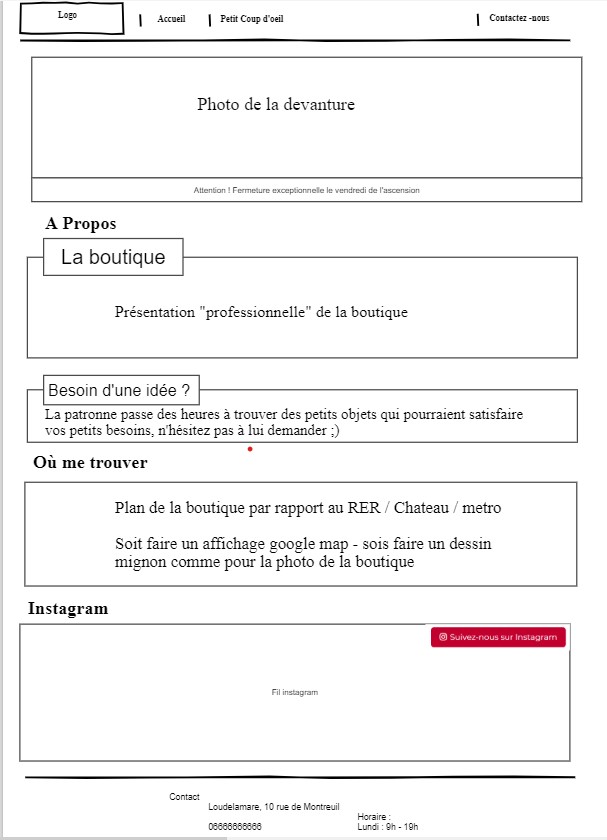 Logo
Accueil
Petit Coup d'oeil
Contactez -nous
Photo de la devanture
Attention ! Fermeture exceptionnelle le vendredi de l'ascension
A Propos
La boutique
Présentation "professionnelle" de la boutique
Besoin d'une idée ?
La patronne passe des heures à trouver des petits objets qui pourraient satisfaire
vos petits besoins, n'hésitez pas à lui demander ;)
Où me trouver
Plan de la boutique par rapport au RER / Chateau / metro
Soit faire un affichage google map - sois faire un dessin
mignon comme pour la photo de la boutique
Instagram
Suivez-nous sur Instagram
Fil instagram
Contact
Loudelamare, 10 rue de Montreuil
06666666666
Horaire :
Lundi : 9h - 19h